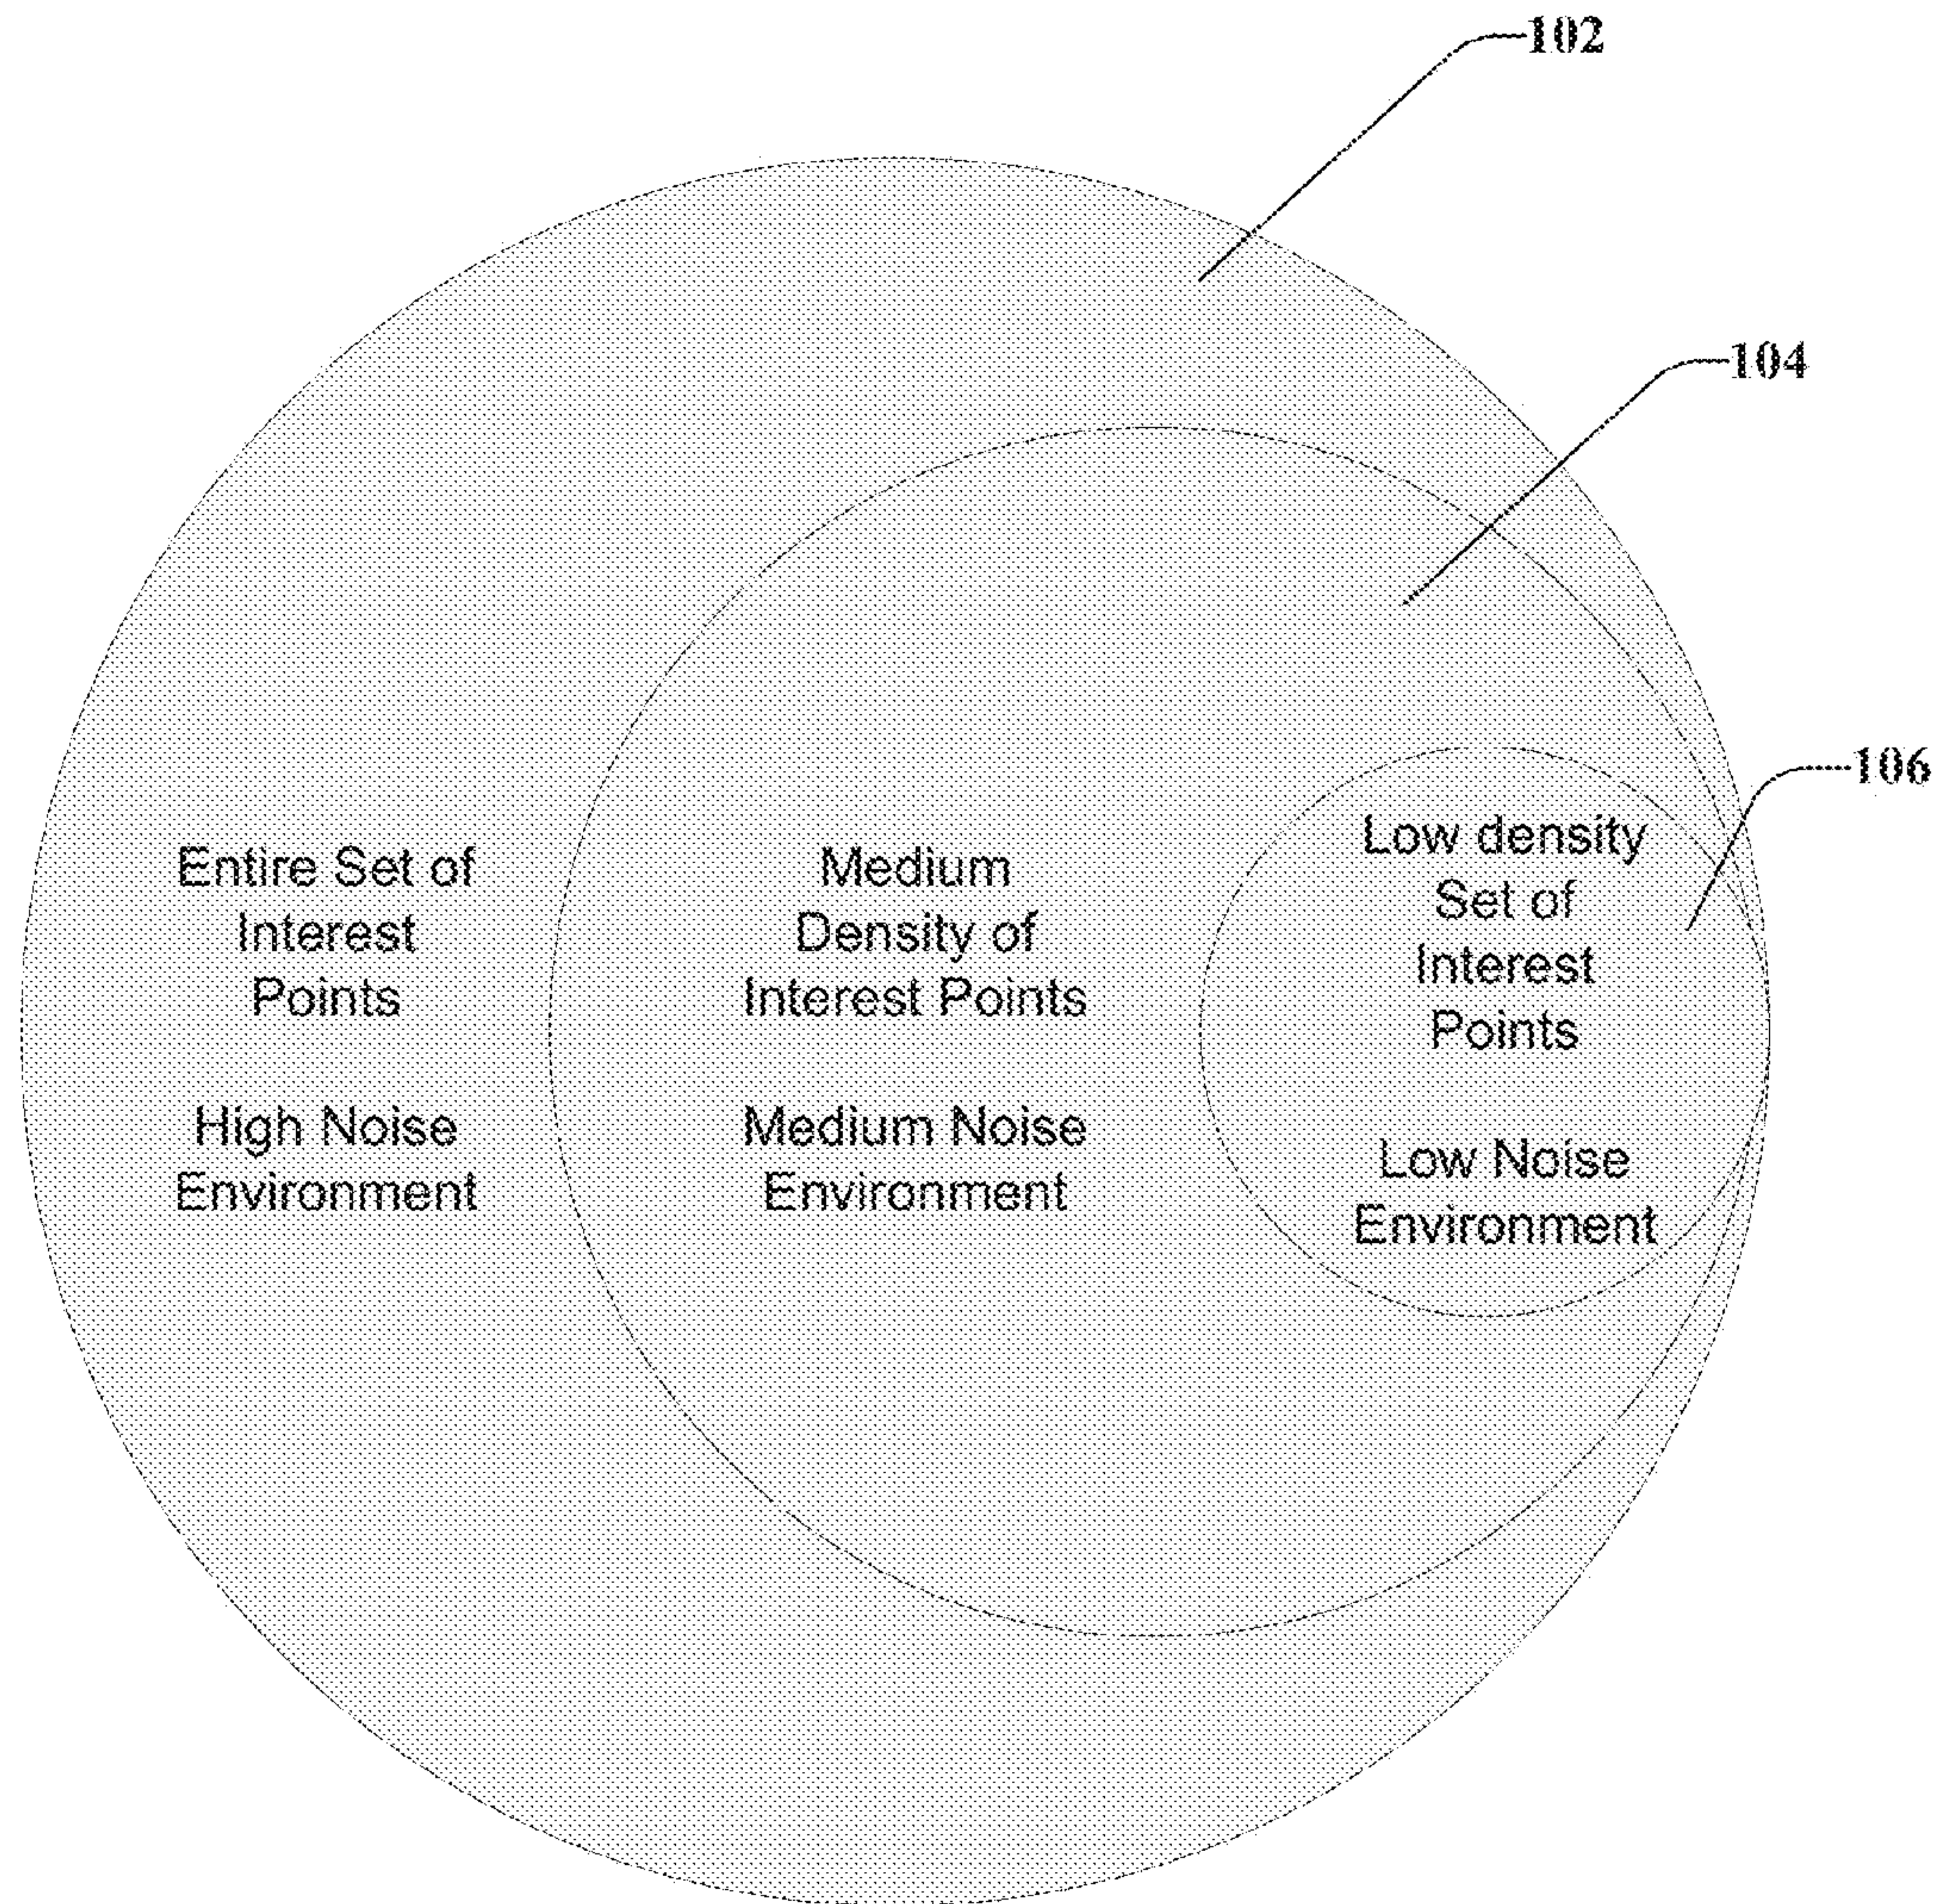 102
104
106
Entire Set of
Interest
Points
High Noise
Environment
Medium
Density of
Interest Points
Medium Noise
Environment
Low density
Set of
Interest
Points
Low Noise
Environment